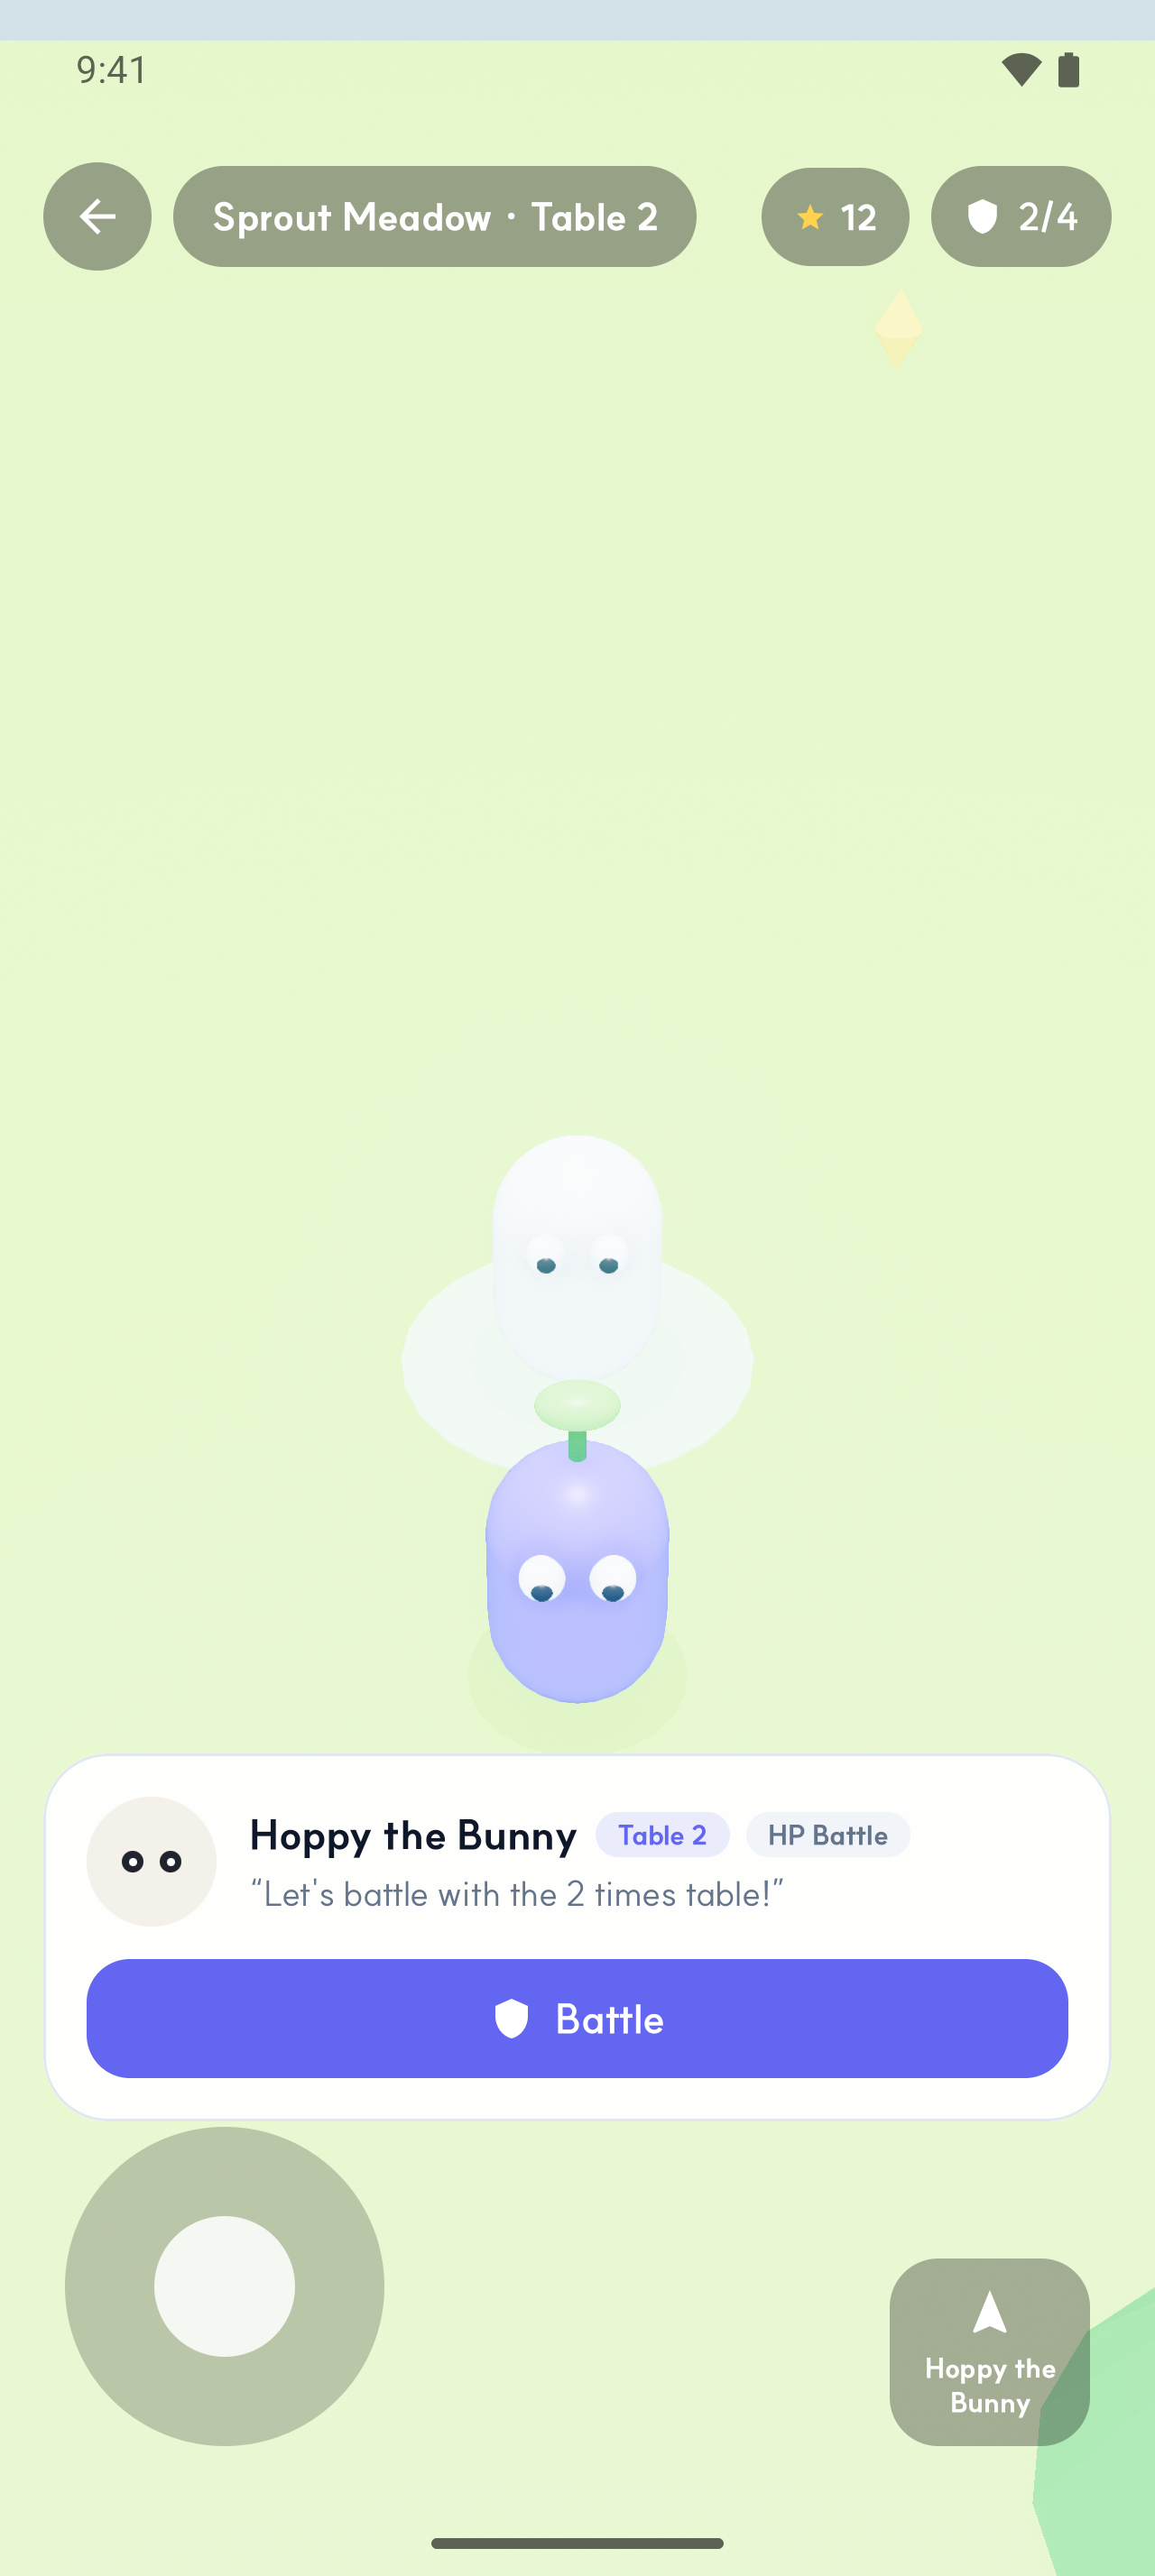 9:41
Sprout Meadow · Table 2
12
2/4
Hoppy the Bunny
Table 2
HP Battle
“Let's battle with the 2 times table!”
Battle
Hoppy the
Bunny